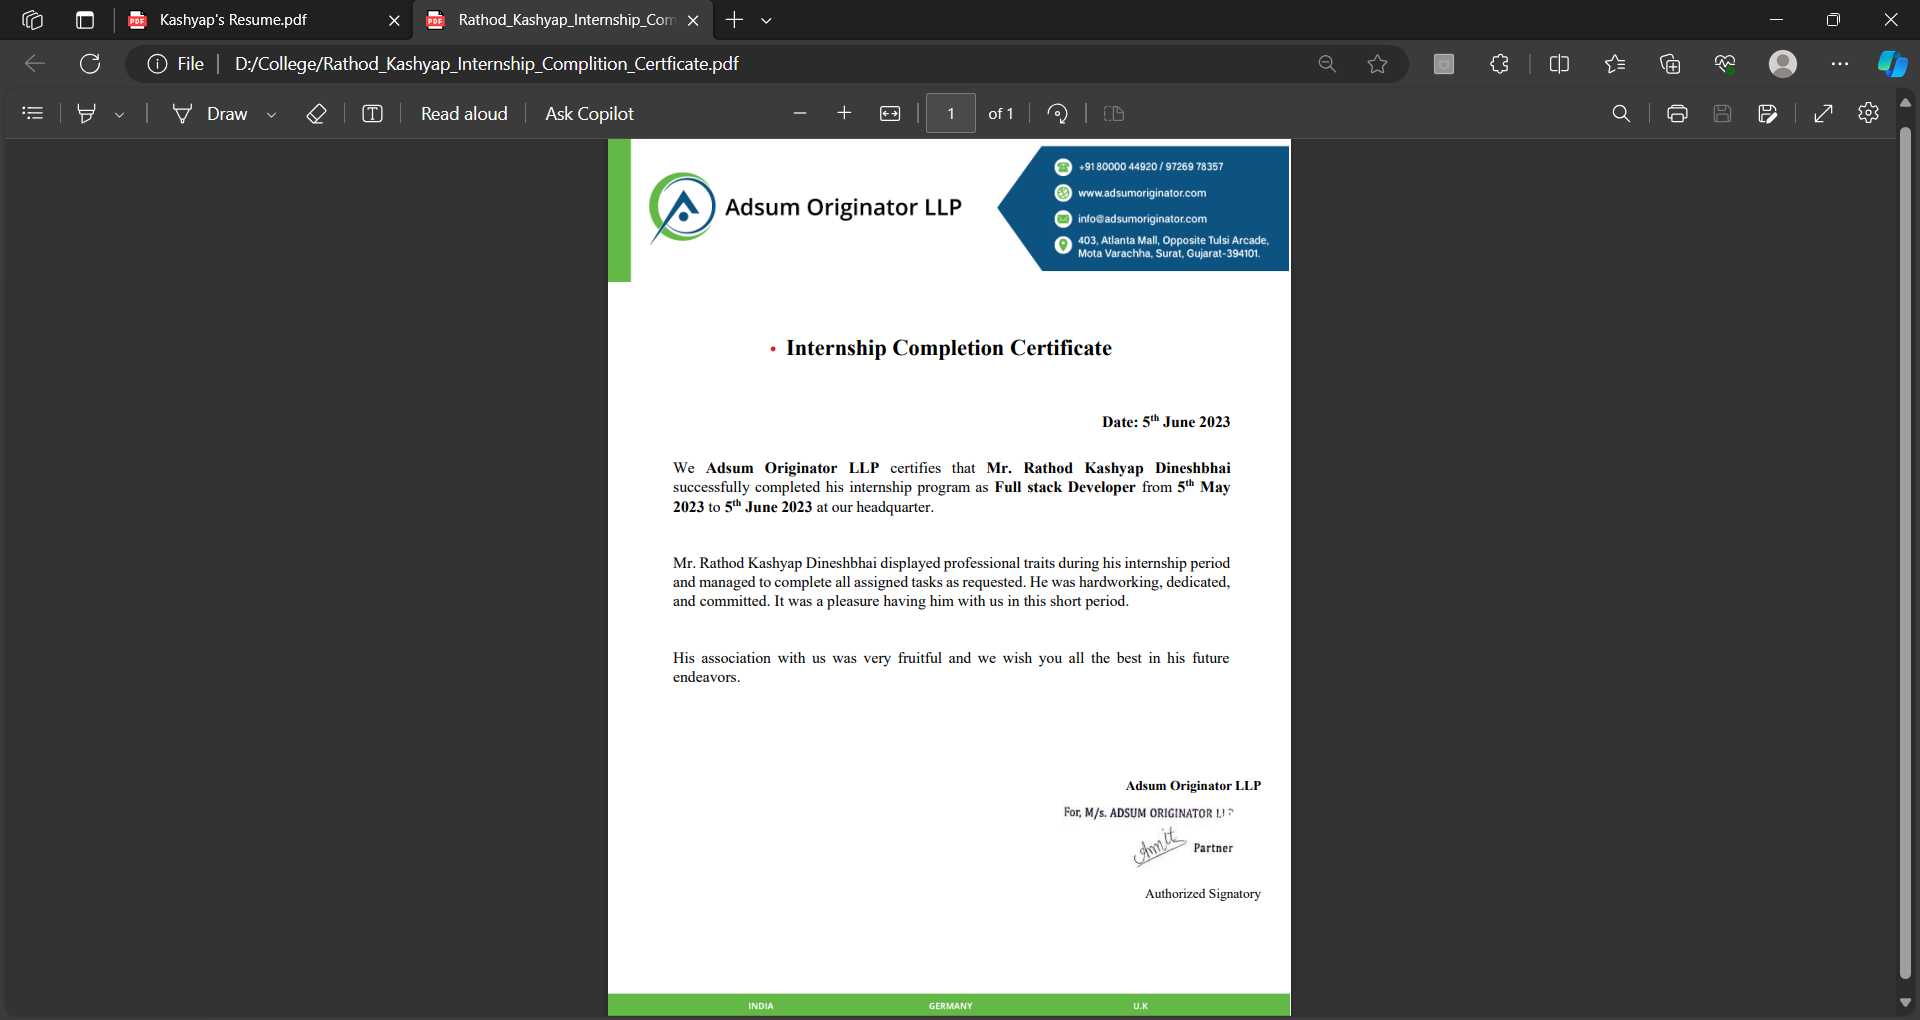 Kashyap's Resume.pdf
Rathod_Kashyap_Internship_Com
File
D:/College/Rathod_Kashyap_Internship_Complition_Certficate.pdf
Draw
Read aloud
Ask Copilot
1
of 1
Adsum Originator LLP
+91 80000 44920 / 97269 78357
www.adsumoriginator.com
info@adsumoriginator.com
403, Atlanta Mall, Opposite Tulsi Arcade,
Mota Varachha, Surat, Gujarat-394101.
• Internship Completion Certificate
Date: 5th June 2023
We Adsum Originator LLP certifies that Mr. Rathod Kashyap Dineshbhai
successfully completed his internship program as Full stack Developer from 5th May
2023 to 5th June 2023 at our headquarter.
Mr. Rathod Kashyap Dineshbhai displayed professional traits during his internship period
and managed to complete all assigned tasks as requested. He was hardworking, dedicated,
and committed. It was a pleasure having him with us in this short period.
His association with us was very fruitful and we wish you all the best in his future
endeavors.
Adsum Originator LLP
For, M/s. ADSUM ORIGINATOR
Amit
Partner
Authorized Signatory
INDIA
GERMANY
U.K